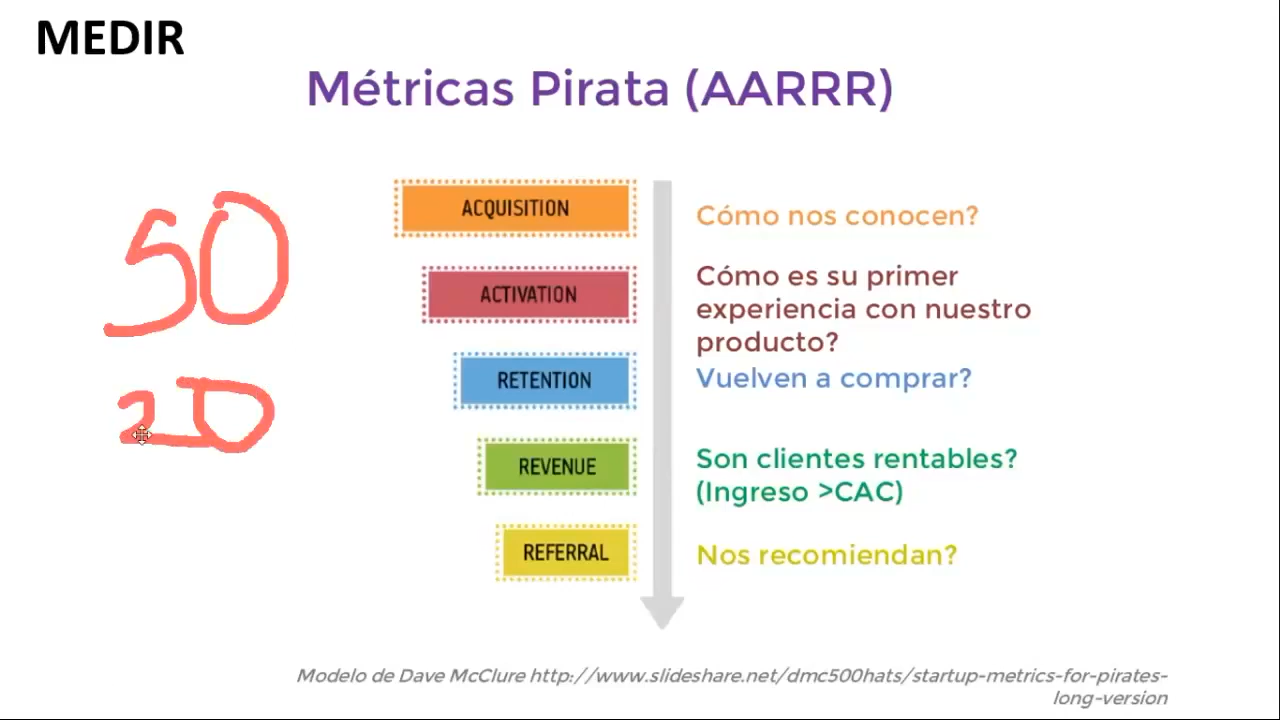 MEDIR
Métricas Pirata (AARRR)
50
20
ACQUISITION
Cómo nos conocen?
ACTIVATION
Cómo es su primer
experiencia con nuestro
producto?
RETENTION
Vuelven a comprar?
REVENUE
Son clientes rentables?
(Ingreso >CAC)
REFERRAL
Nos recomiendan?
Modelo de Dave McClure http://www.slideshare.net/dmc500hats/startup-metrics-for-pirates-
long-version